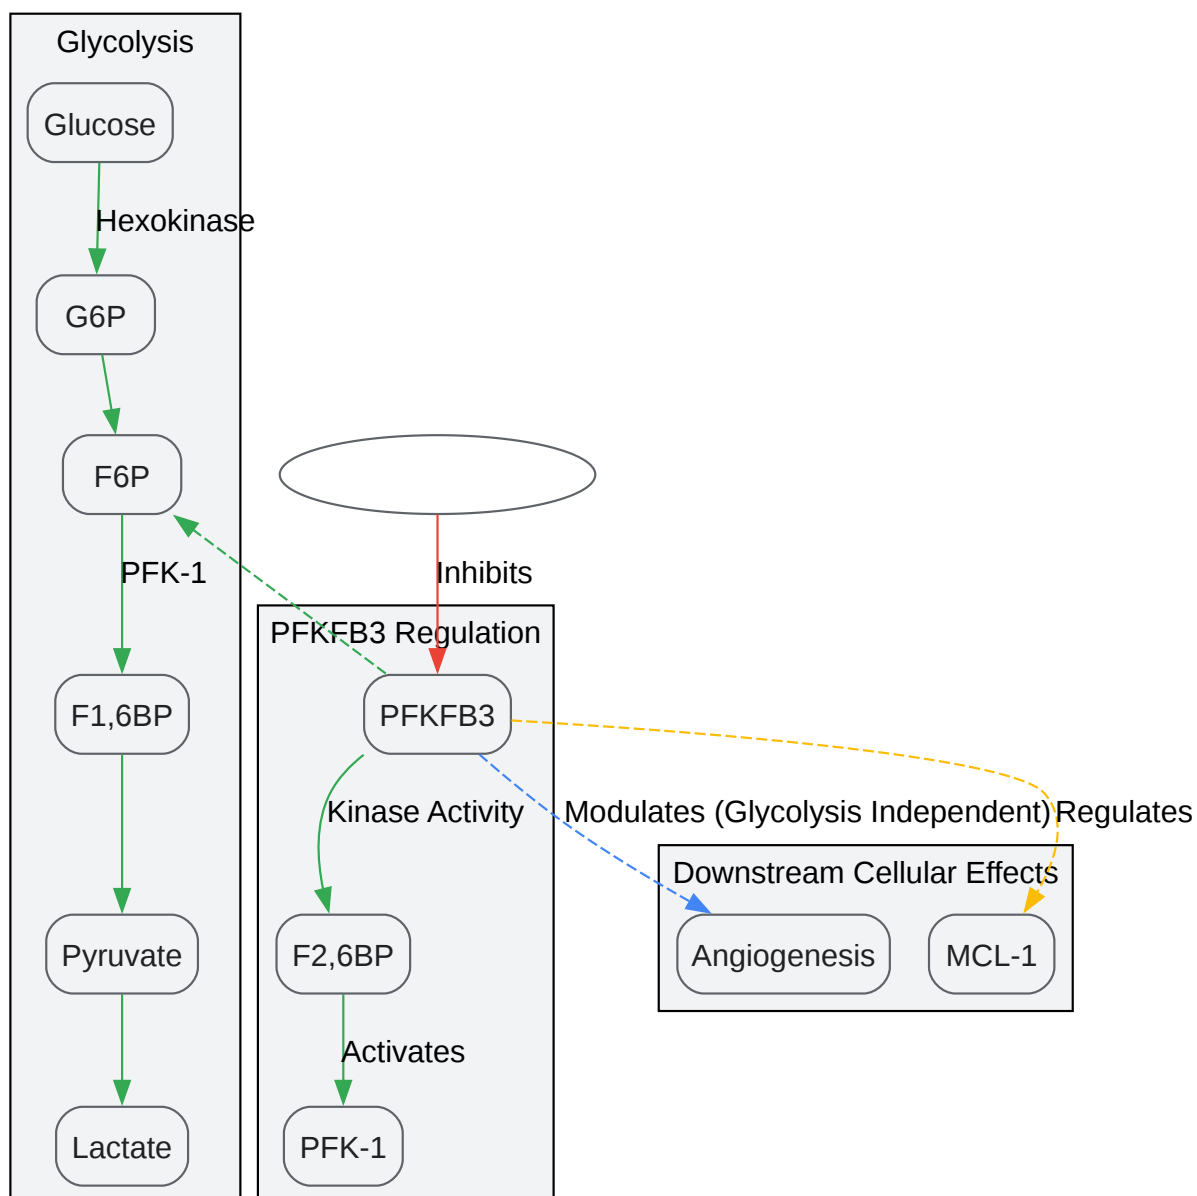 Glycolysis
Glucose
Hexokinase
G6P
F6P
PFK-1
F1,6BP
Pyruvate
Lactate
Inhibits
PFKFB3 Regulation
PFKFB3
Kinase Activity
F2,6BP
Activates
PFK-1
Modulates (Glycolysis Independent)
Regulates
Downstream Cellular Effects
Angiogenesis
MCL-1